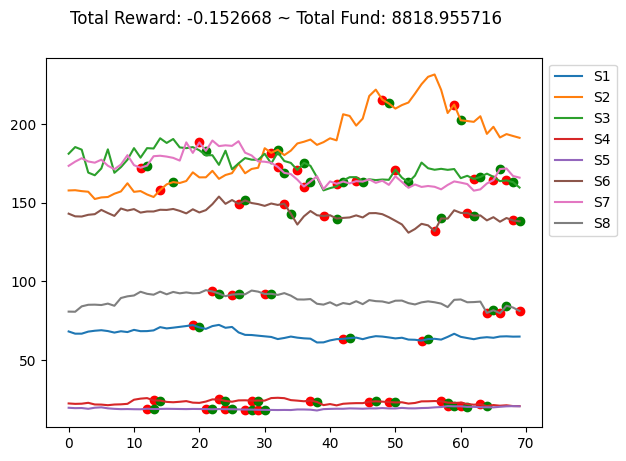 Total Reward: -0.152668 ~ Total Fund: 8818.955716
S1
S2
S3
S4
S5
S6
S7
S8
200
150
100
50
0 10 20 30 40 50 60 70